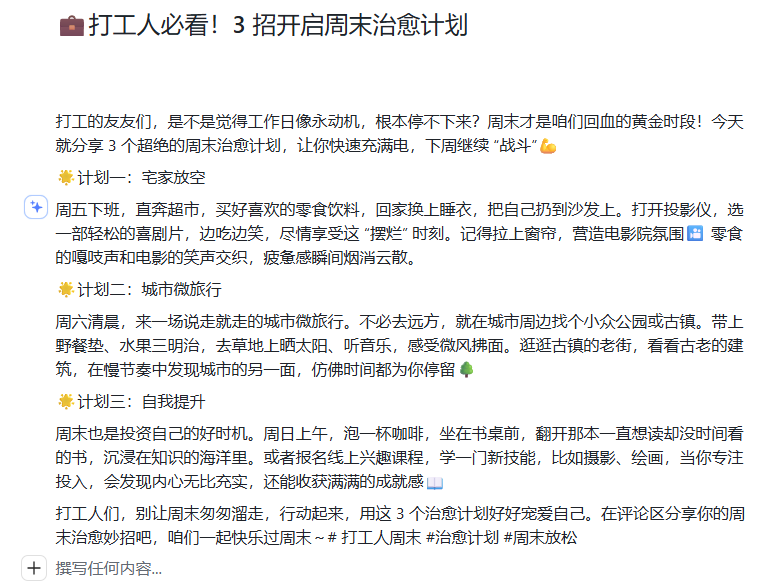 💼打工人必看！3 招开启周末治愈计划
打工的友友们，是不是觉得工作日像永动机，根本停不下来？周末才是咱们回血的黄金时段！今天
就分享 3 个超绝的周末治愈计划，让你快速充满电，下周继续 “战斗”💪
🌟计划一：宅家放空
周五下班，直奔超市，买好喜欢的零食饮料，回家换上睡衣，把自己扔到沙发上。打开投影仪，选
一部轻松的喜剧片，边吃边笑，尽情享受这 “摆烂” 时刻。记得拉上窗帘，营造电影院氛围🎦 零食
的嘎吱声和电影的笑声交织，疲惫感瞬间烟消云散。
🌟计划二：城市微旅行
周六清晨，来一场说走就走的城市微旅行。不必去远方，就在城市周边找个小众公园或古镇。带上
野餐垫、水果三明治，去草地上晒太阳、听音乐，感受微风拂面。逛逛古镇的老街，看看古老的建
筑，在慢节奏中发现城市的另一面，仿佛时间都为你停留🌳
🌟计划三：自我提升
周末也是投资自己的好时机。周日上午，泡一杯咖啡，坐在书桌前，翻开那本一直想读却没时间看
的书，沉浸在知识的海洋里。或者报名线上兴趣课程，学一门新技能，比如摄影、绘画，当你专注
投入，会发现内心无比充实，还能收获满满的成就感📖
打工人们，别让周末匆匆溜走，行动起来，用这 3 个治愈计划好好宠爱自己。在评论区分享你的周
末治愈妙招吧，咱们一起快乐过周末～# 打工人周末 #治愈计划 #周末放松
撰写任何内容...